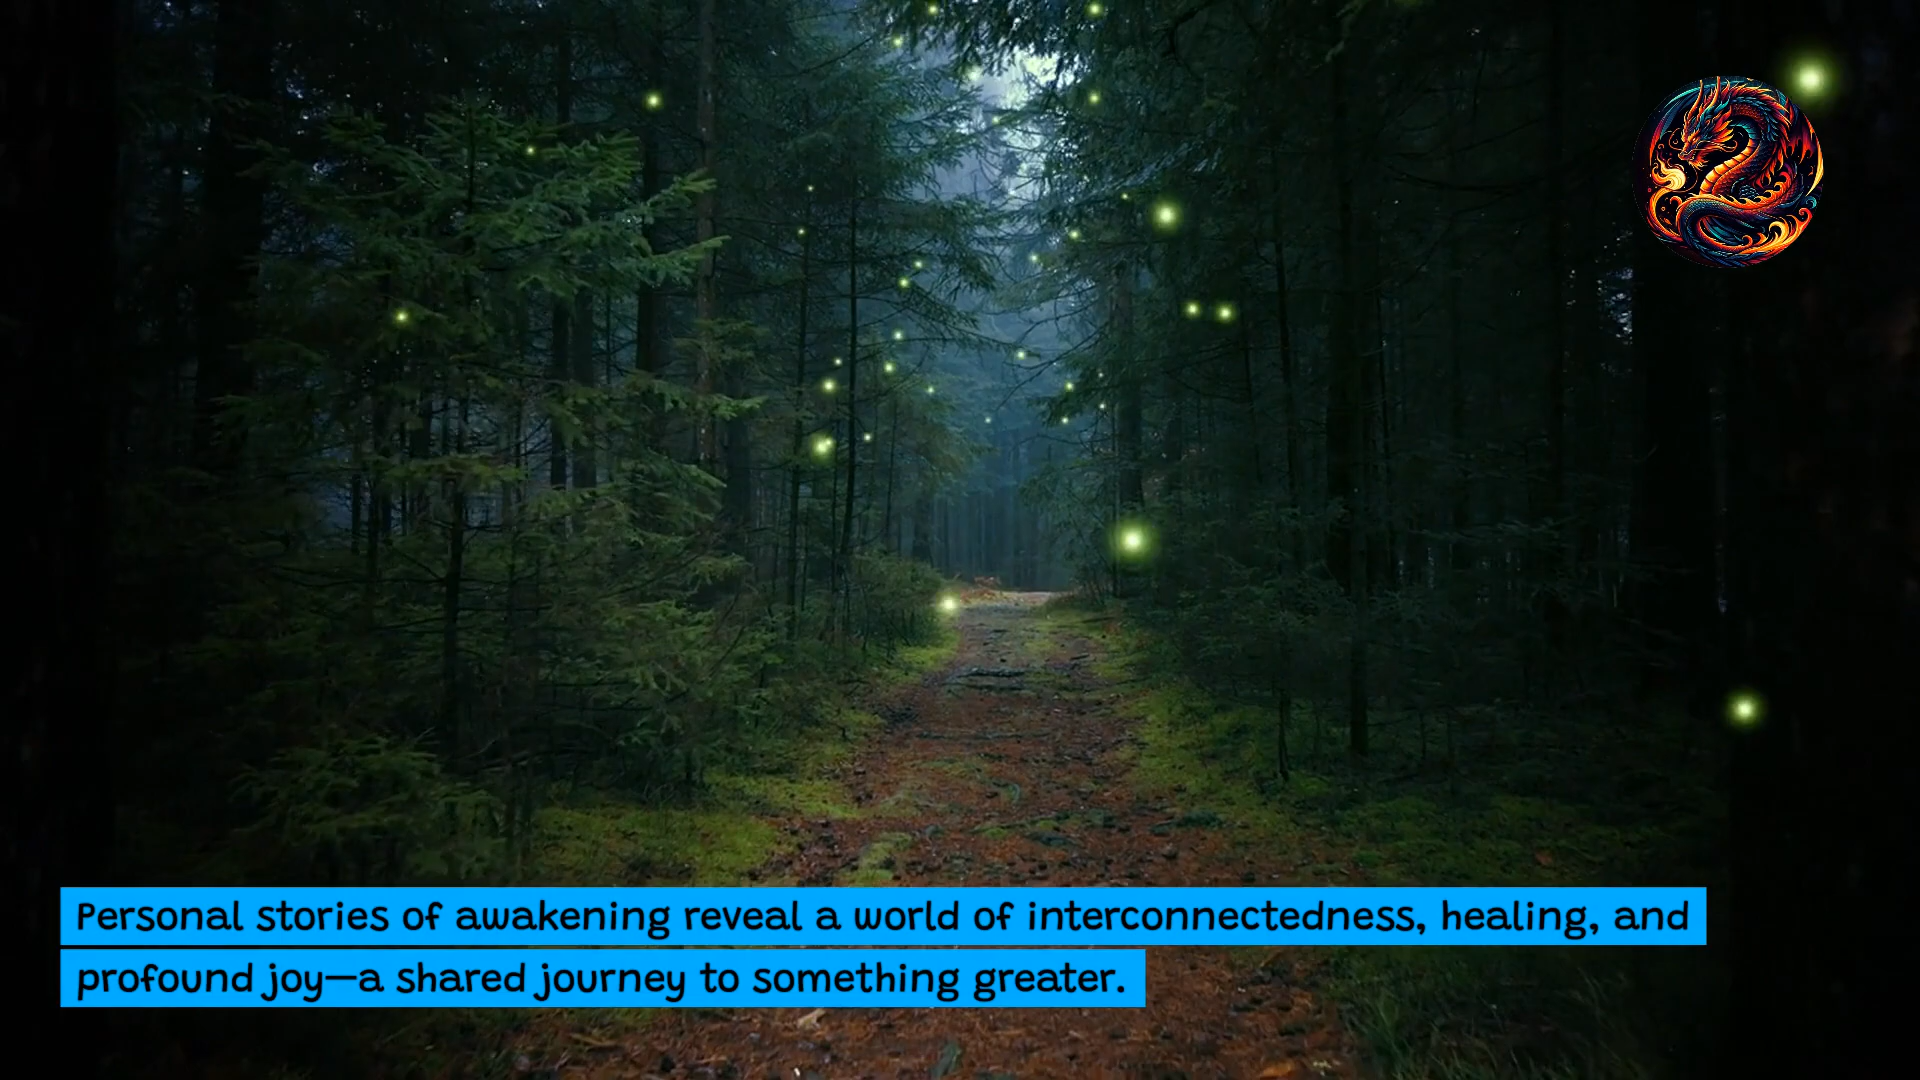 Personal stories of awakening reveal a world of interconnectedness, healing, and
profound joy—a shared journey to something greater.